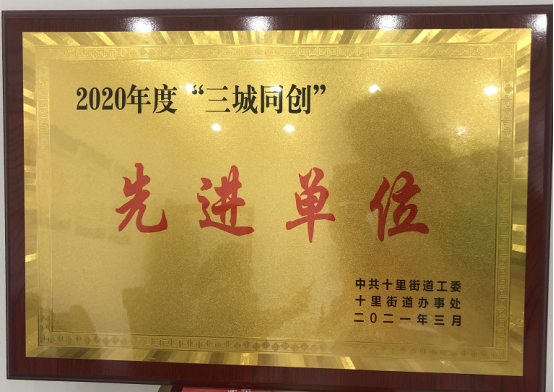 2020年度“三城同创”
先进单位
中共十里街道工委
十里街道办事处
二〇二一年三月